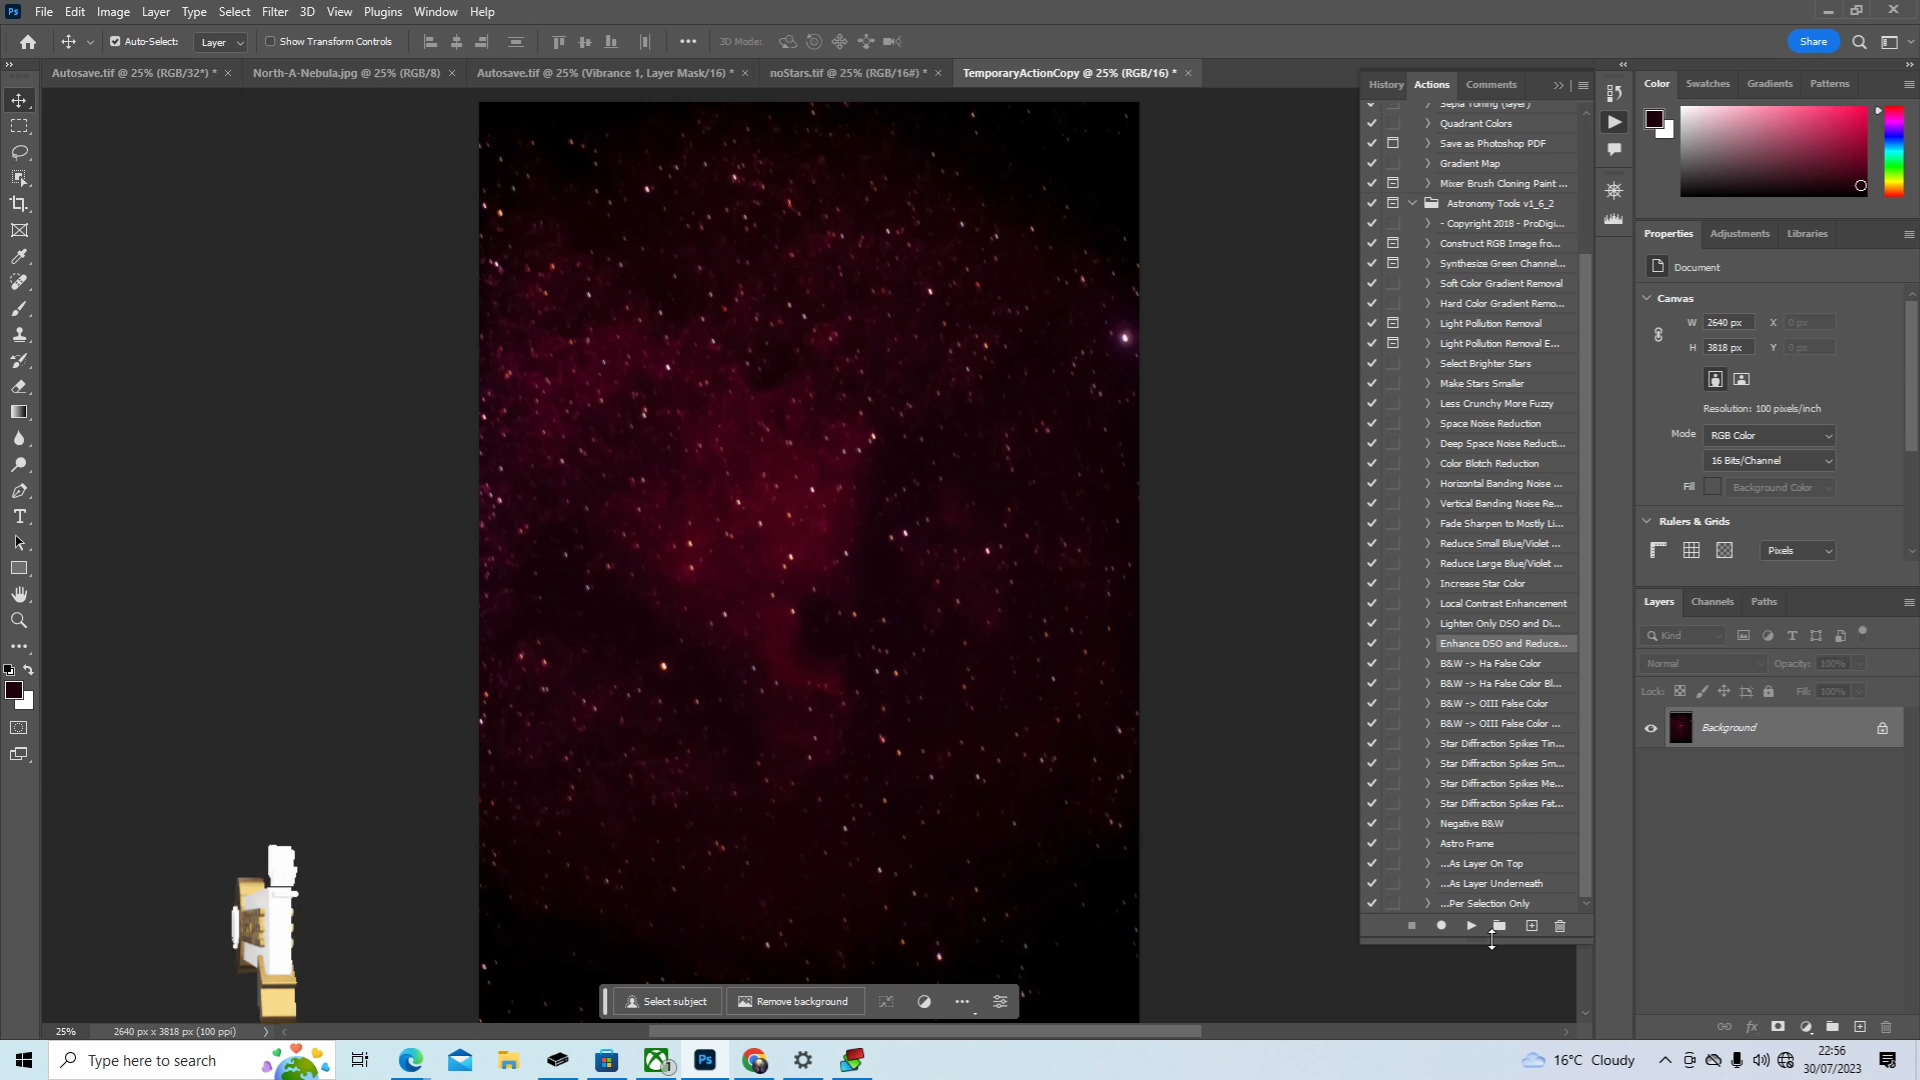 Ps File Edit Image Layer Type Select Filter 3D View Plugins Window Help
Auto-Select: Layer Show Transform Controls 3D Mode: Share
Autosave.tif @ 25% (RGB/32*) * North-A-Nebula.jpg @ 25% (RGB/8) Autosave.tif @ 25% (Vibrance 1, Layer Mask/16) * noStars.tif @ 25% (RGB/16#) * TemporaryActionCopy @ 25% (RGB/16) *
History Actions Comments
Sepia Toning (layer)
Quadrant Colors
Save as Photoshop PDF
Gradient Map
Mixer Brush Cloning Paint ...
Astronomy Tools v1_6_2
- Copyright 2018 - ProDigi...
Construct RGB Image fro...
Synthesize Green Channel...
Soft Color Gradient Removal
Hard Color Gradient Remo...
Light Pollution Removal
Light Pollution Removal E...
Select Brighter Stars
Make Stars Smaller
Less Crunchy More Fuzzy
Space Noise Reduction
Deep Space Noise Reducti...
Color Blotch Reduction
Horizontal Banding Noise ...
Vertical Banding Noise Re...
Fade Sharpen to Mostly Li...
Reduce Small Blue/Violet ...
Reduce Large Blue/Violet ...
Increase Star Color
Local Contrast Enhancement
Lighten Only DSO and Di...
Enhance DSO and Reduce...
B&W -> Ha False Color
B&W -> Ha False Color Bl...
B&W -> OIII False Color
B&W -> OIII False Color ...
Star Diffraction Spikes Tin...
Star Diffraction Spikes Sm...
Star Diffraction Spikes Me...
Star Diffraction Spikes Fat...
Negative B&W
Astro Frame
...As Layer On Top
...As Layer Underneath
...Per Selection Only
Color Swatches Gradients Patterns
Properties Adjustments Libraries
Document
Canvas
W 2640 px X 0 px
H 3818 px Y 0 px
Resolution: 100 pixels/inch
Mode RGB Color
16 Bits/Channel
Fill Background Color
Rulers & Grids
Pixels
Layers Channels Paths
Kind
Normal Opacity: 100%
Lock: Fill: 100%
Background
Select subject Remove background
25% 2640 px x 3818 px (100 ppi)
Type here to search
1
Ps
16°C Cloudy
22:56
30/07/2023